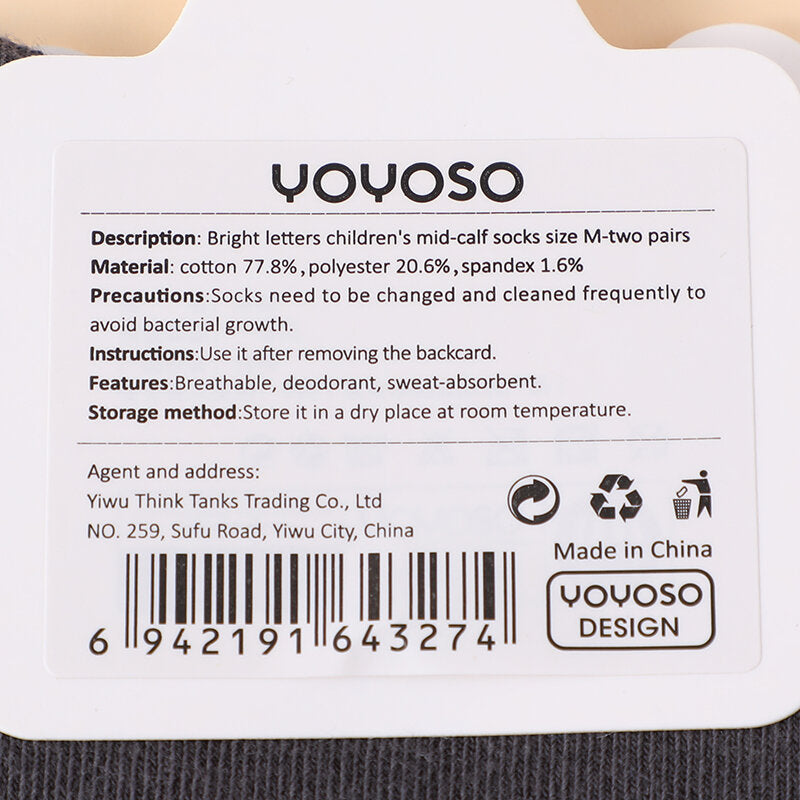 YOYOSO
Description: Bright letters children's mid-calf socks size M-two pairs
Material: cotton 77.8%, polyester 20.6%, spandex 1.6%
Precautions:Socks need to be changed and cleaned frequently to
avoid bacterial growth.
Instructions:Use it after removing the backcard.
Features:Breathable, deodorant, sweat-absorbent.
Storage method:Store it in a dry place at room temperature.
Agent and address:
Yiwu Think Tanks Trading Co., Ltd
NO. 259, Sufu Road, Yiwu City, China
Made in China
YOYOSO
DESIGN
6 942191 643274